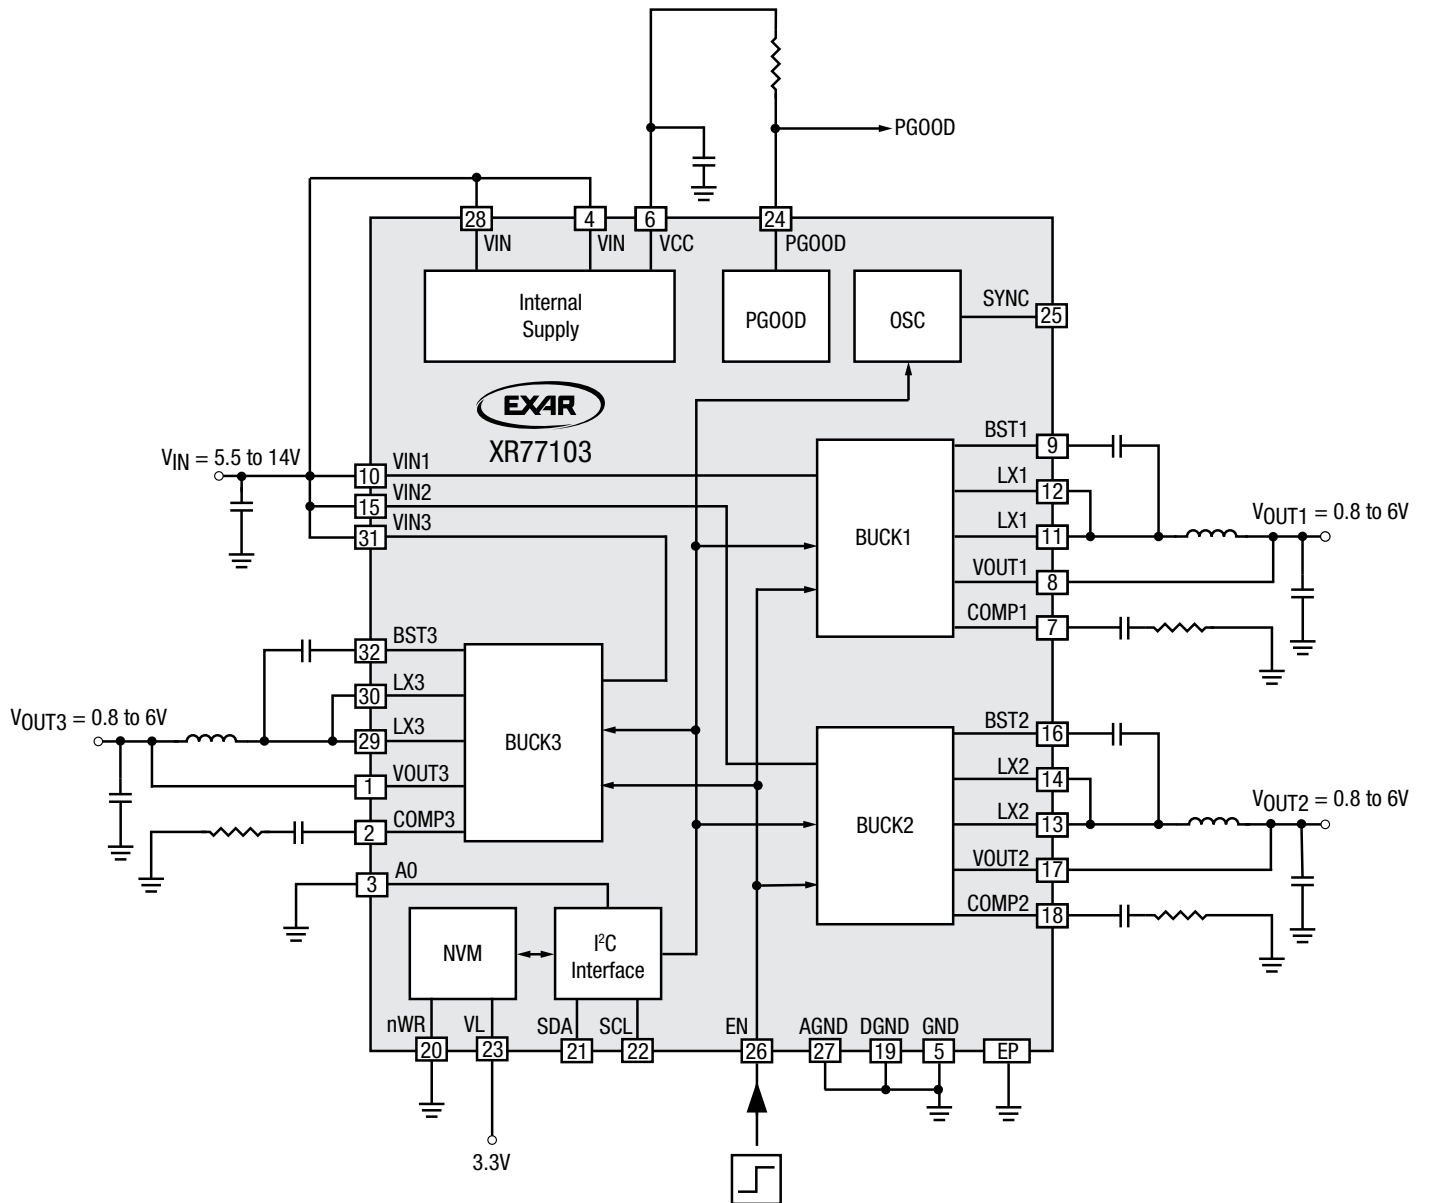 PGOOD
28
4
6
24
VIN
VIN
VCC
PGOOD
Internal
Supply
PGOOD
OSC
SYNC
25
EXAR
XR77103
VIN = 5.5 to 14V
10
VIN1
15
VIN2
31
VIN3
BUCK1
BST1
9
LX1
12
LX1
11
VOUT1 = 0.8 to 6V
VOUT1
8
COMP1
7
32
BST3
30
LX3
VOUT3 = 0.8 to 6V
29
LX3
1
VOUT3
2
COMP3
BUCK3
BUCK2
BST2
16
LX2
14
LX2
13
VOUT2 = 0.8 to 6V
VOUT2
17
COMP2
18
3
A0
NVM
I²C
Interface
nWR
VL
SDA
SCL
EN
AGND
DGND
GND
20
23
21
22
26
27
19
5
EP
3.3V